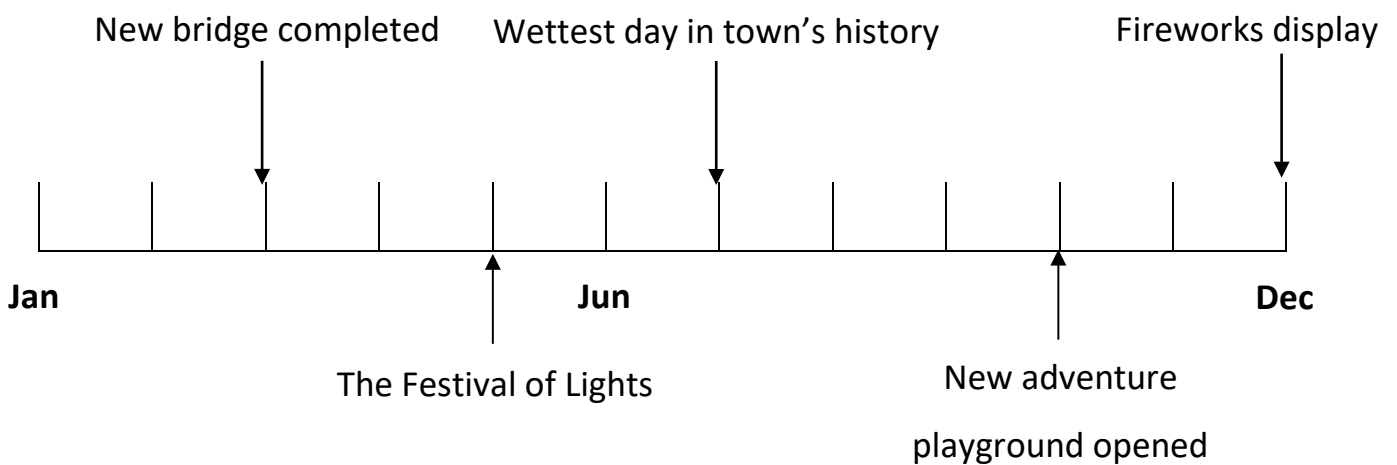 New bridge completed
Wettest day in town’s history
Fireworks display
Jan
Jun
Dec
The Festival of Lights
New adventure
playground opened